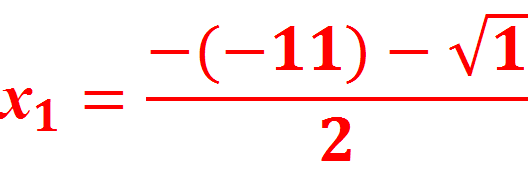 x₁ = (−(−11) − √1) / 2